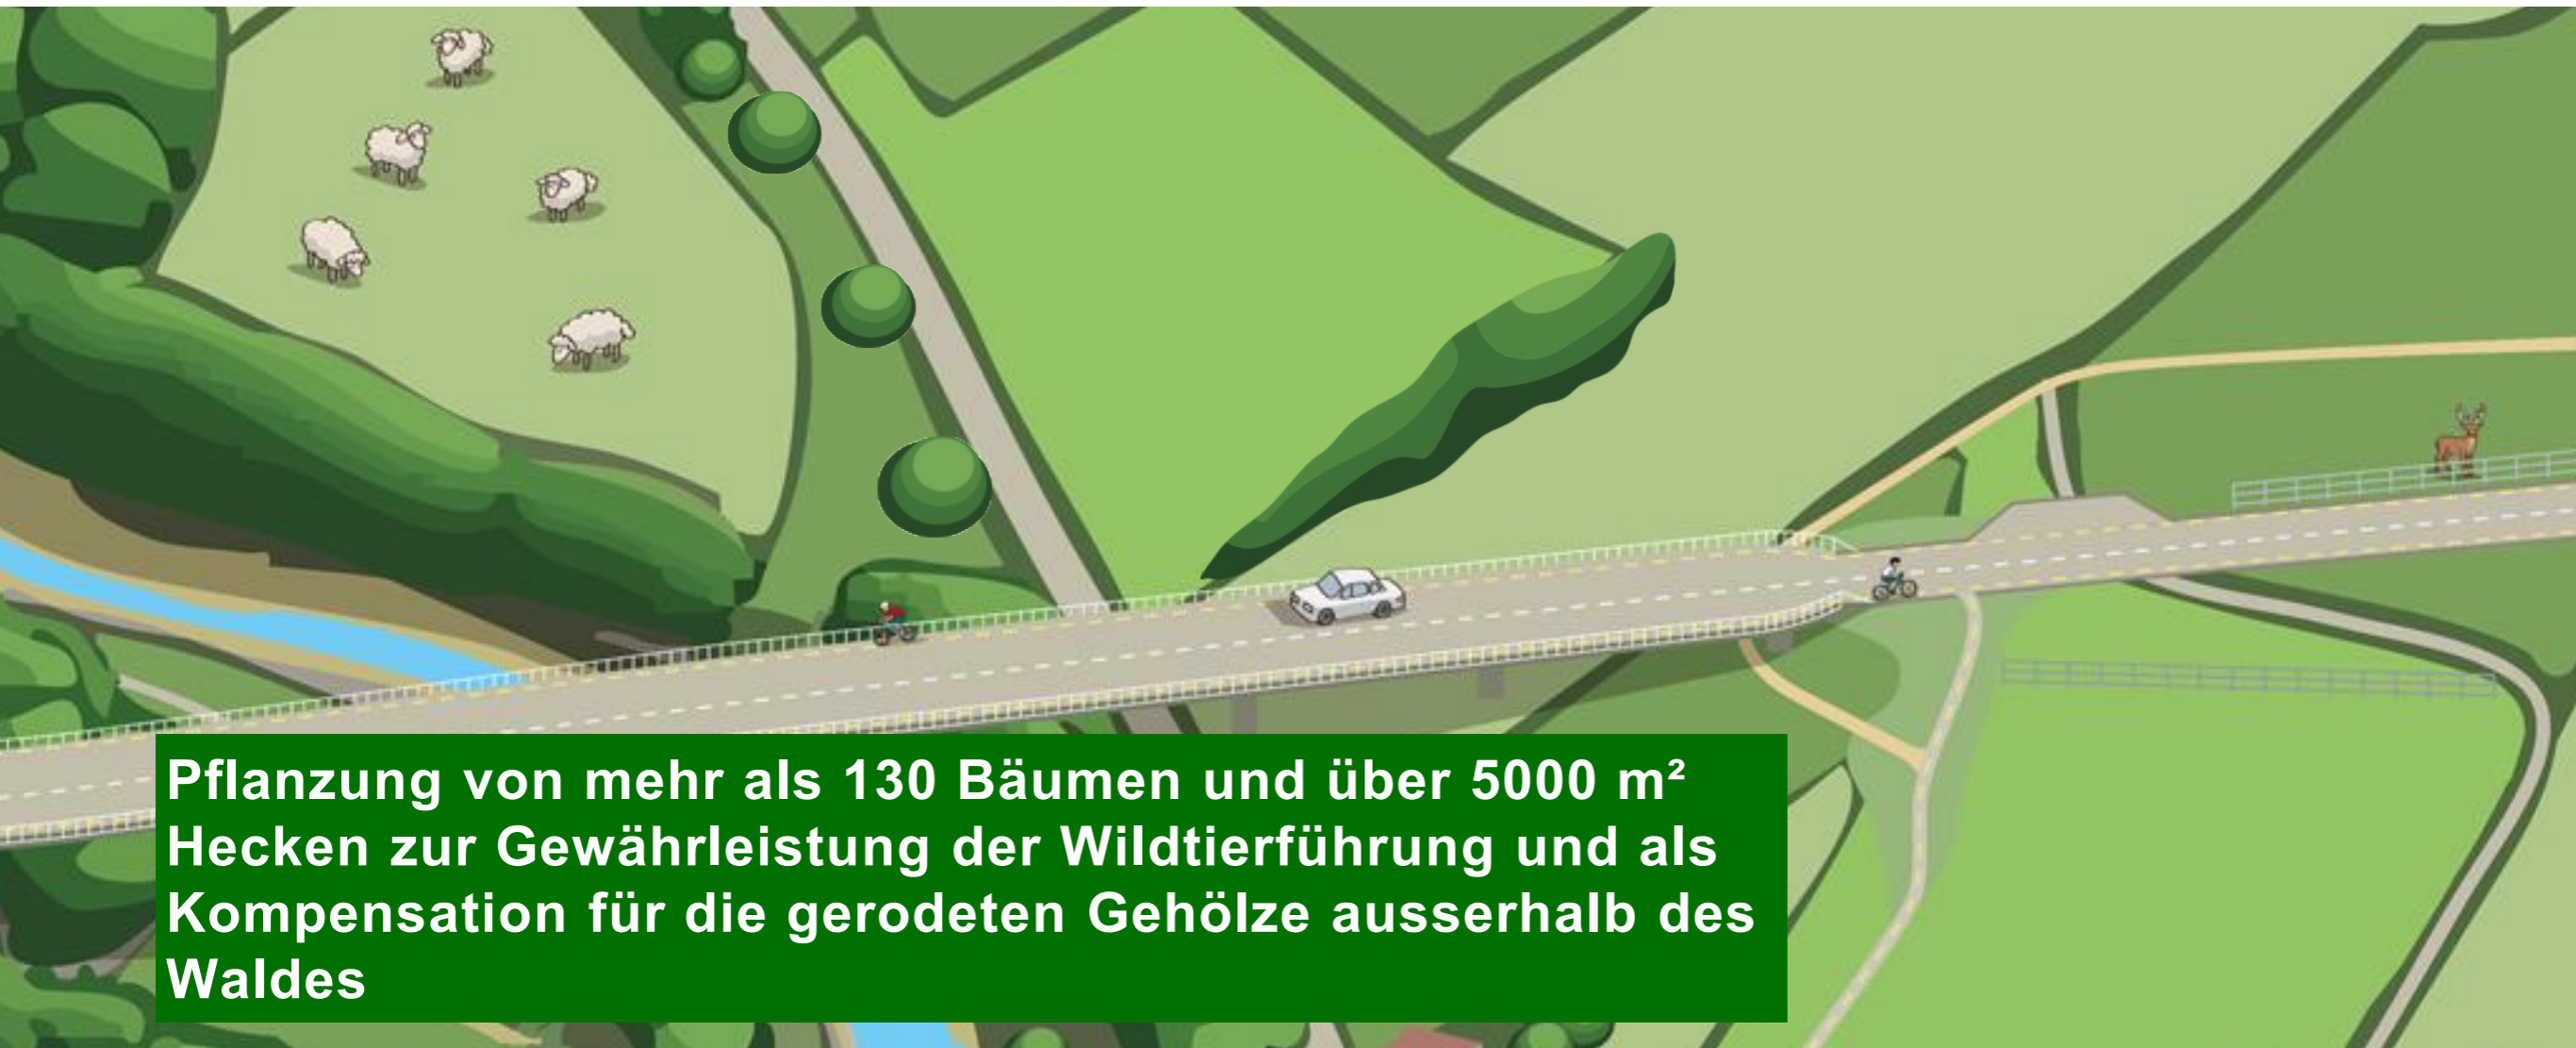 Pflanzung von mehr als 130 Bäumen und über 5000 m²
Hecken zur Gewährleistung der Wildtierführung und als
Kompensation für die gerodeten Gehölze ausserhalb des
Waldes